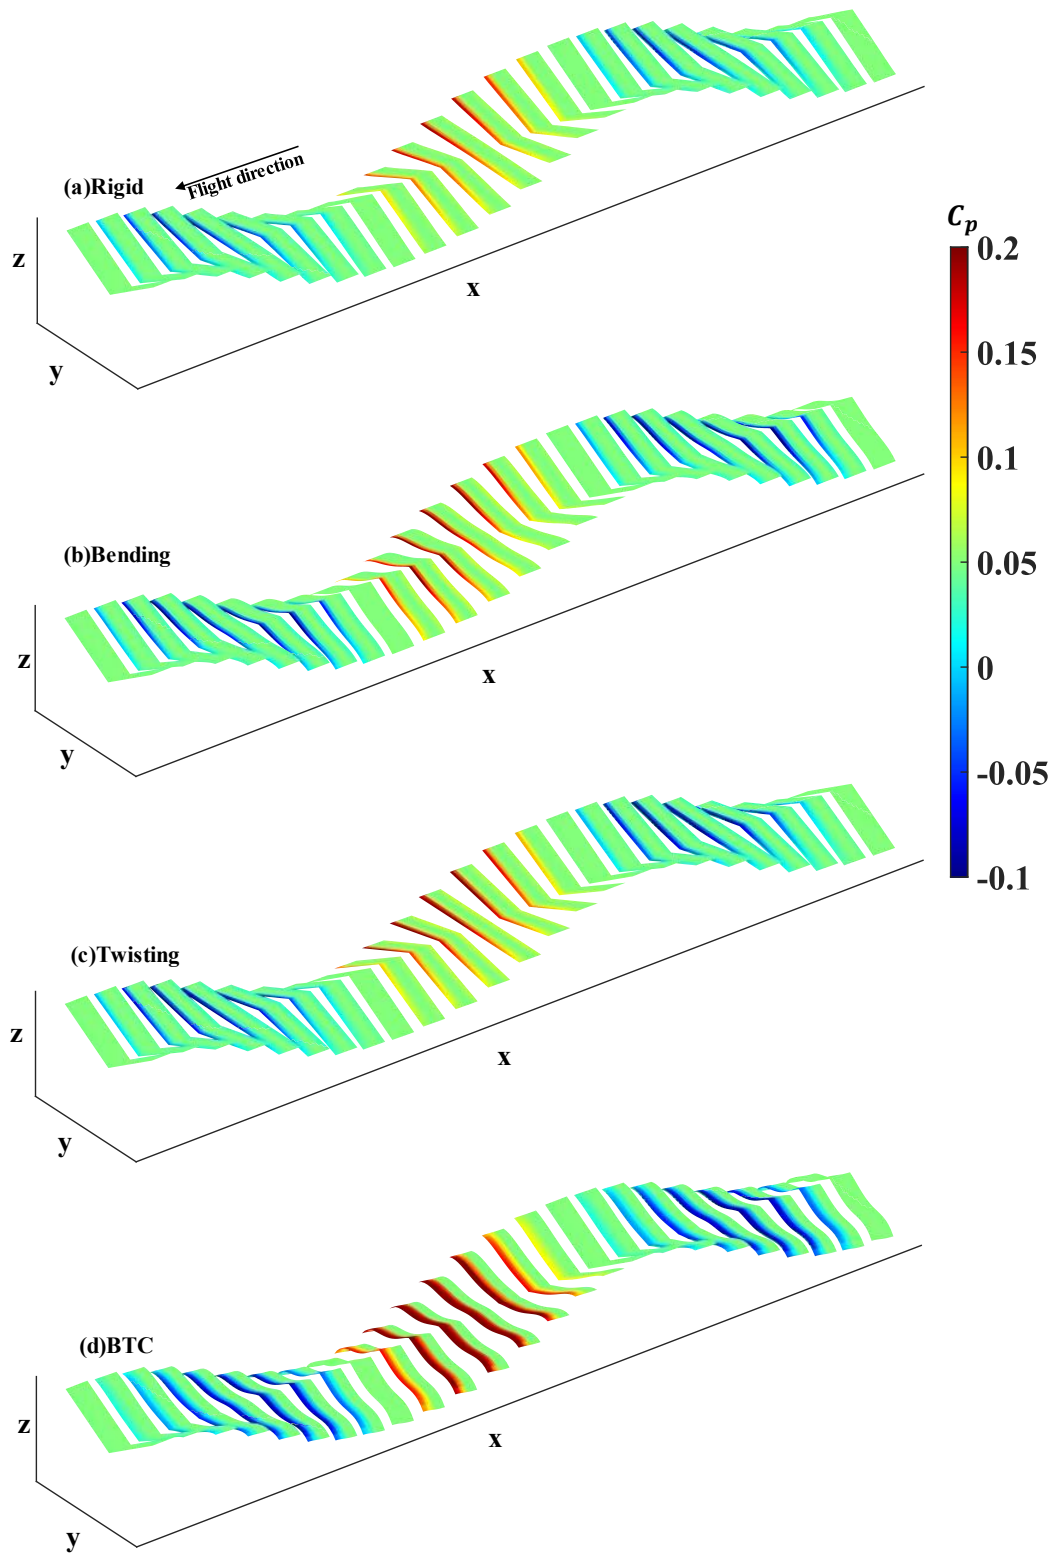 (a)Rigid
Flight direction
z
y
x
C_p
0.2
0.15
0.1
0.05
0
-0.05
-0.1
(b)Bending
z
y
x
(c)Twisting
z
y
x
(d)BTC
z
y
x